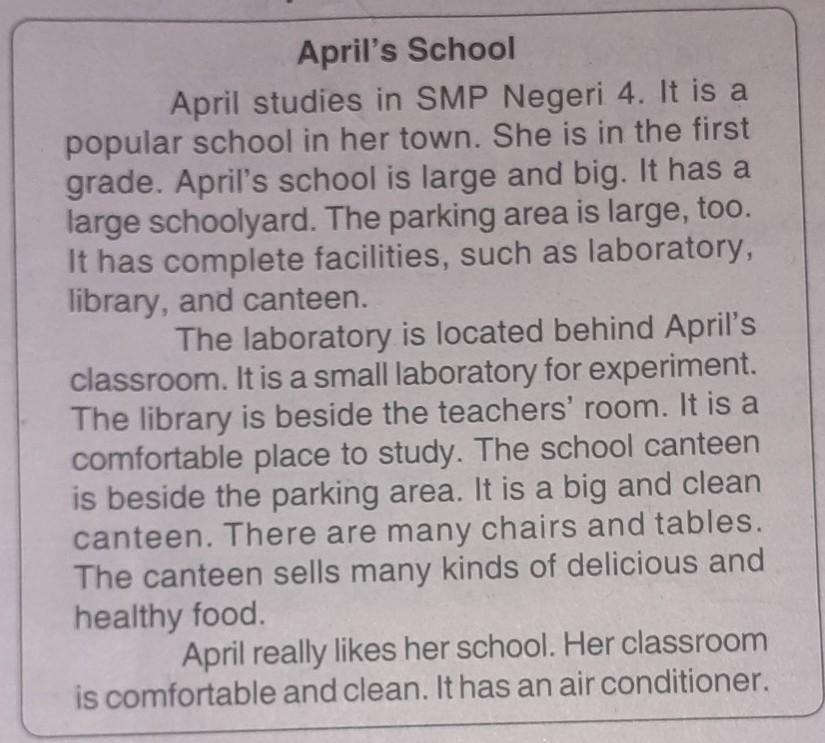 April's School
April studies in SMP Negeri 4. It is a
popular school in her town. She is in the first
grade. April's school is large and big. It has a
large schoolyard. The parking area is large, too.
It has complete facilities, such as laboratory,
library, and canteen.
The laboratory is located behind April's
classroom. It is a small laboratory for experiment.
The library is beside the teachers' room. It is a
comfortable place to study. The school canteen
is beside the parking area. It is a big and clean
canteen. There are many chairs and tables.
The canteen sells many kinds of delicious and
healthy food.
April really likes her school. Her classroom
is comfortable and clean. It has an air conditioner.